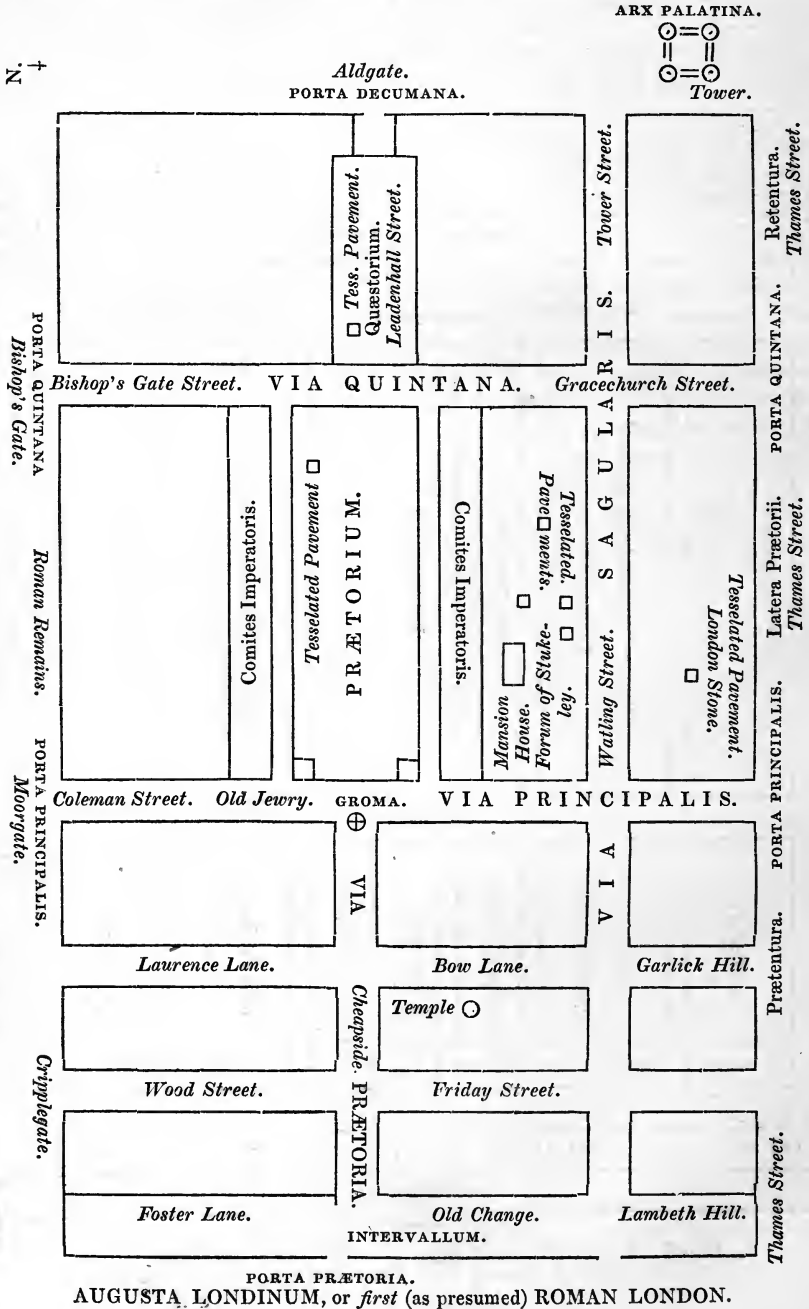 ARX PALATINA.
Tower.
N.
Aldgate.
PORTA DECUMANA.
Tess. Pavement.
Quæstorium.
Leadenhall Street.
Tower Street.
Retentura.
Thames Street.
PORTA QUINTANA
Bishop's Gate.
Bishop's Gate Street. VIA QUINTANA. Gracechurch Street.
PORTA QUINTANA.
Roman Remains.
Comites Imperatoris.
Tesselated Pavement
PRÆTORIUM.
Comites Imperatoris.
Tesselated.
Pavements.
Mansion
House.
Forum of Stuke-
ley.
Watling Street.
VIA SAGULARIS.
Tesselated Pavement.
London Stone.
Latera Prætorii.
Thames Street.
PORTA PRINCIPALIS.
Moorgate.
Coleman Street. Old Jewry. GROMA. VIA PRINCIPALIS.
PORTA PRINCIPALIS.
VIA
Laurence Lane. Bow Lane. Garlick Hill.
Prætentura.
Cheapside.
Temple
PRÆTORIA.
Cripplegate.
Wood Street. Friday Street.
Foster Lane. Old Change. Lambeth Hill.
Thames Street.
INTERVALLUM.
PORTA PRÆTORIA.
AUGUSTA LONDINUM, or first (as presumed) ROMAN LONDON.